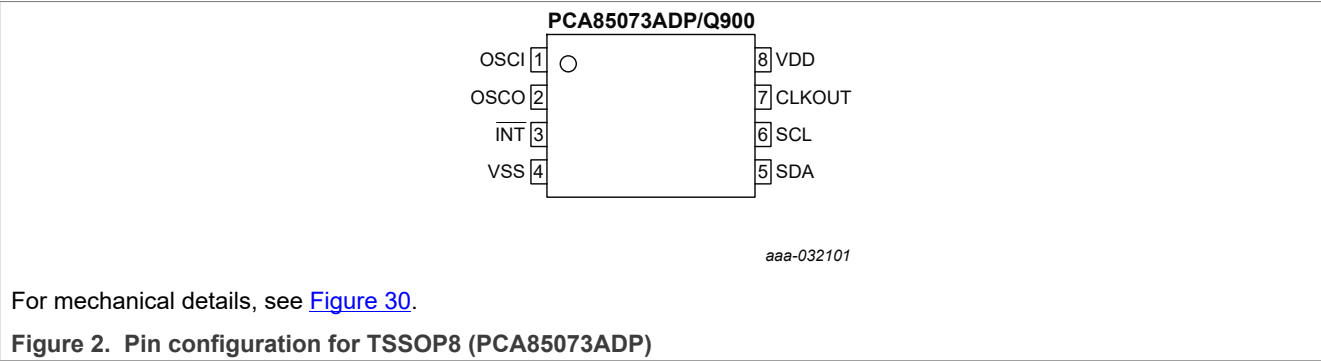 PCA85073ADP/Q900
OSCI 1 8 VDD
OSCO 2 7 CLKOUT
INT 3 6 SCL
VSS 4 5 SDA
aaa-032101
For mechanical details, see Figure 30.
Figure 2. Pin configuration for TSSOP8 (PCA85073ADP)